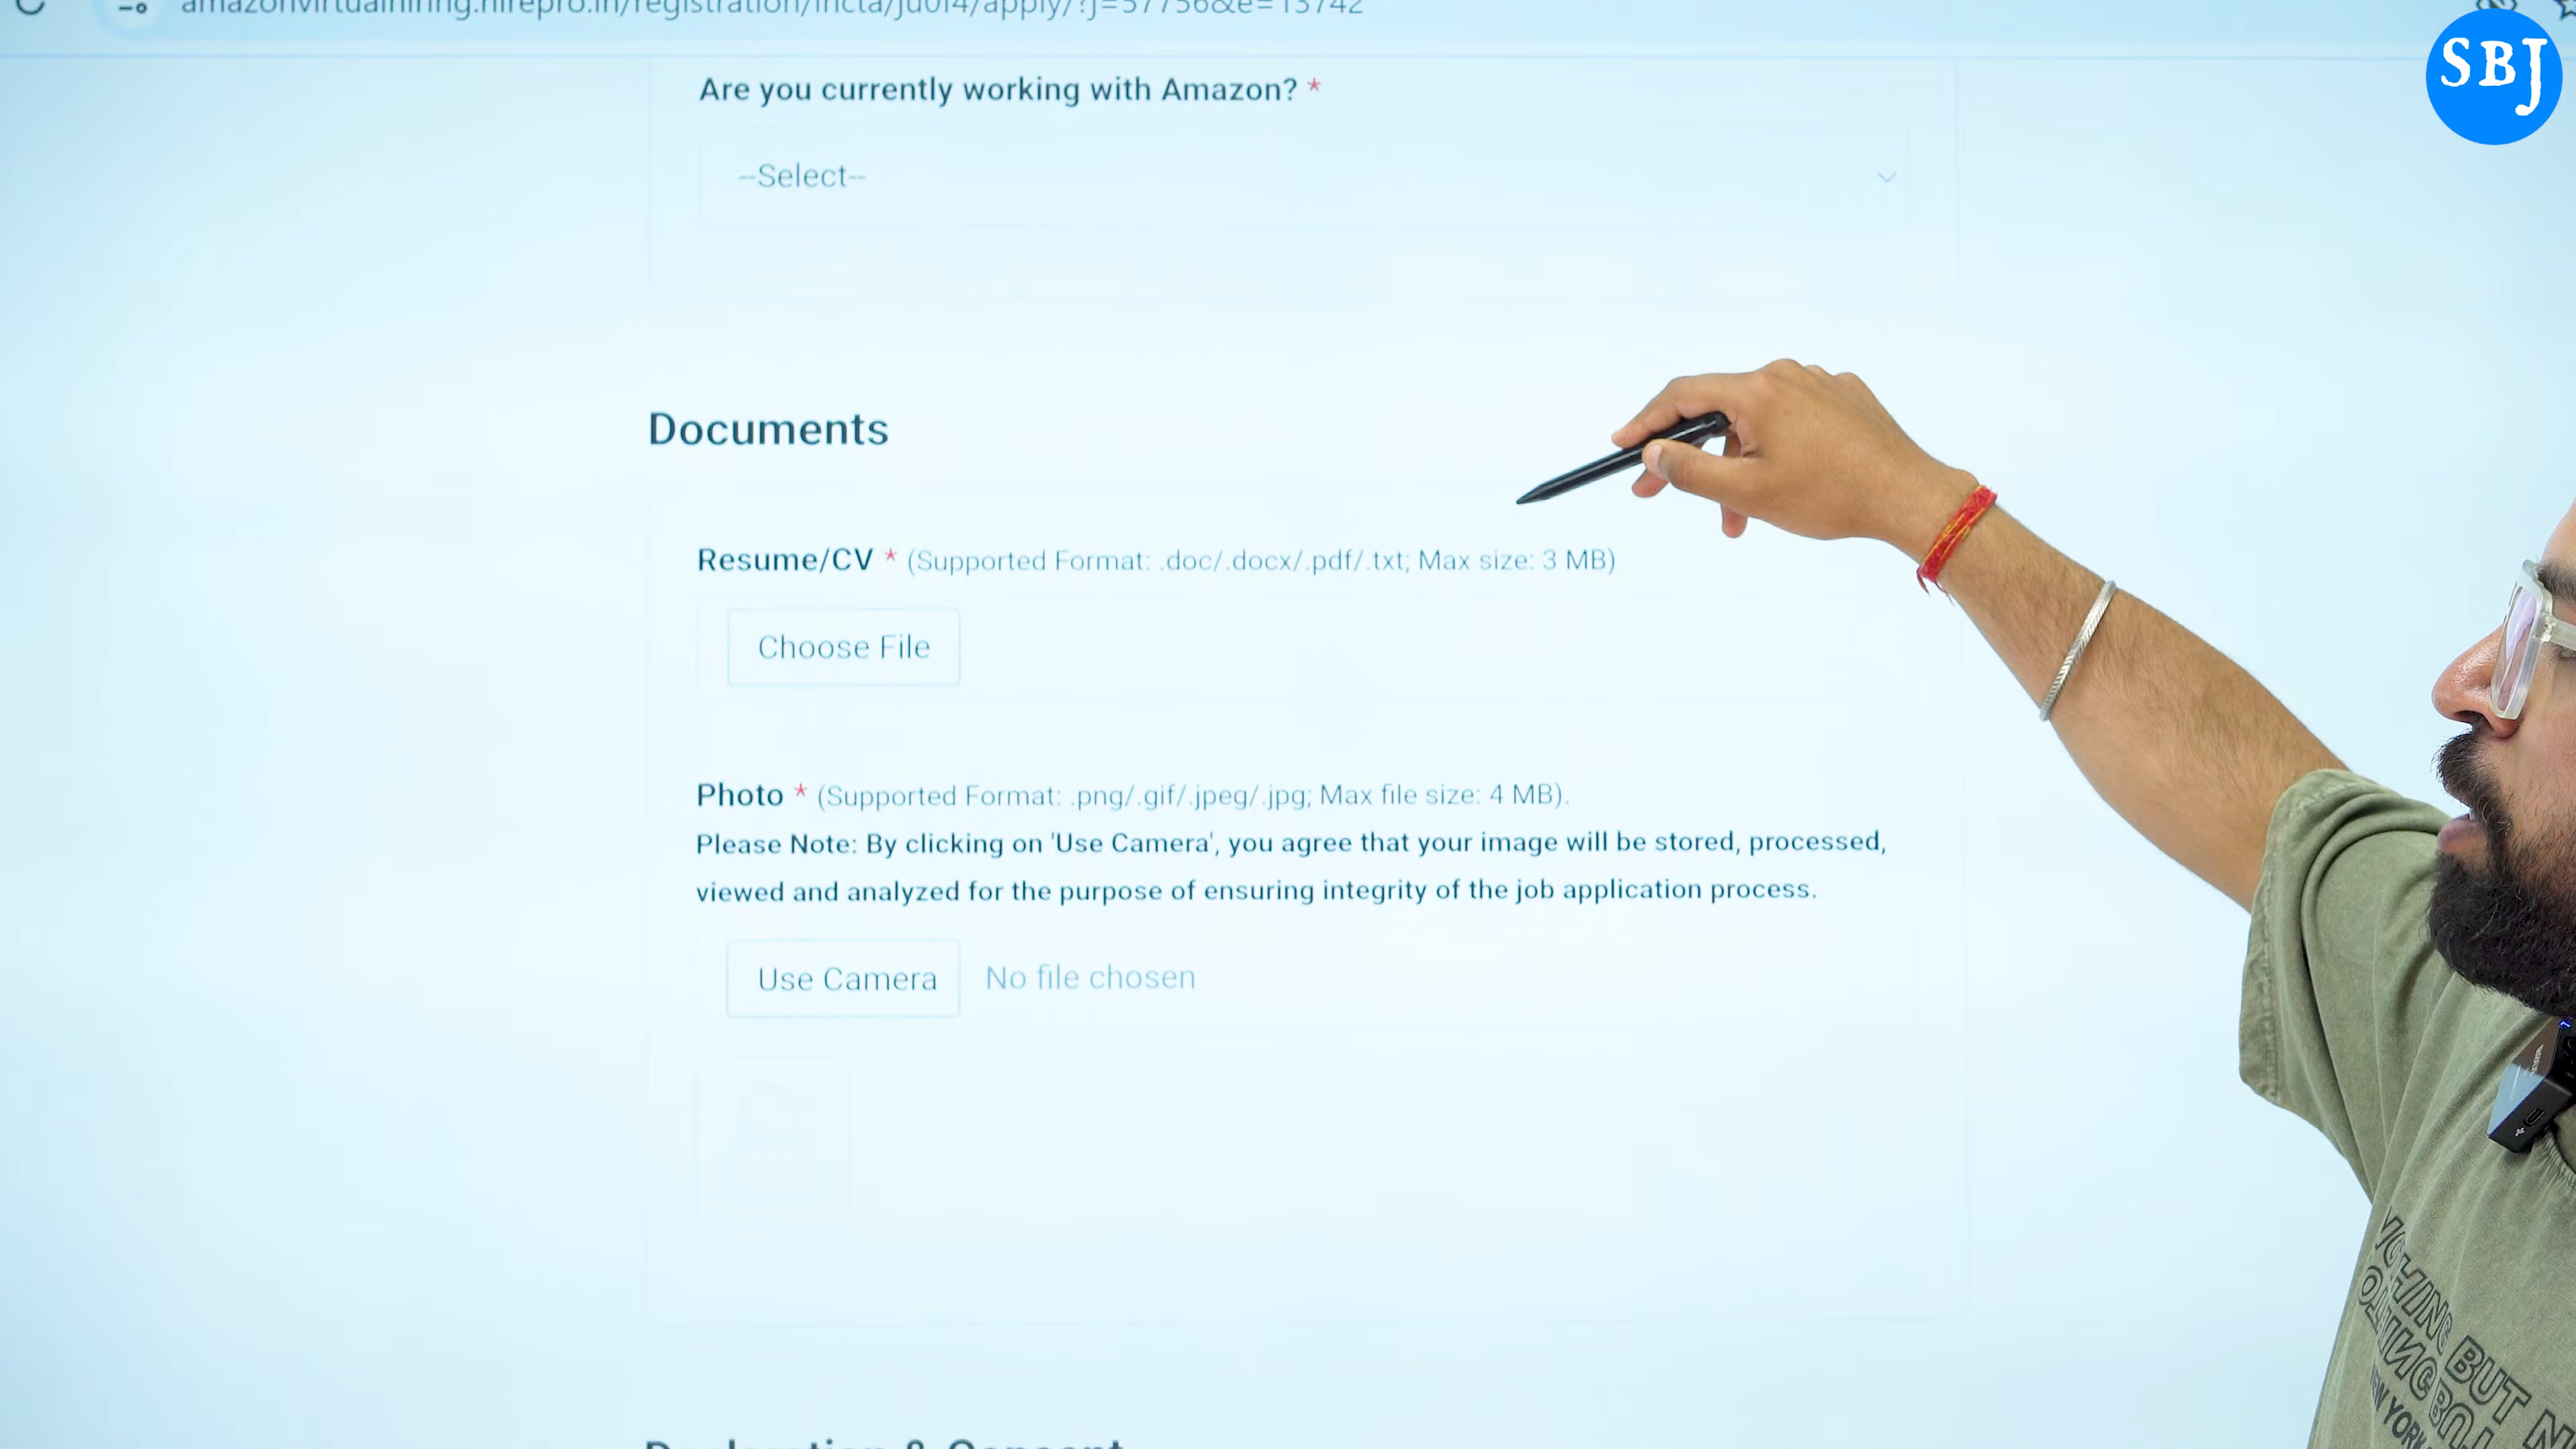 SBJ
Are you currently working with Amazon? *
--Select--
Documents
Resume/CV * (Supported Format: .doc/.docx/.pdf/.txt; Max size: 3 MB)
Choose File
Photo * (Supported Format: .png/.gif/.jpeg/.jpg; Max file size: 4 MB).
Please Note: By clicking on 'Use Camera', you agree that your image will be stored, processed,
viewed and analyzed for the purpose of ensuring integrity of the job application process.
Use Camera No file chosen
BUT